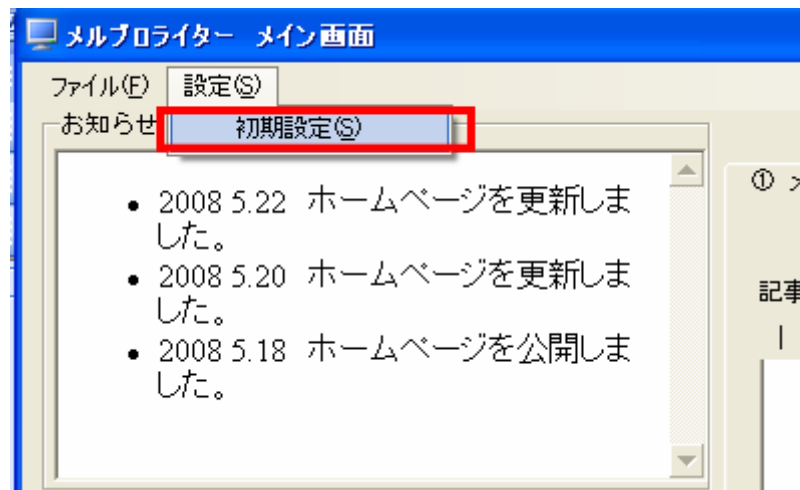 メルブロライター メイン画面
ファイル(F) 設定(S)
お知らせ
初期設定(S)
• 2008 5.22 ホームページを更新しま
した。
• 2008 5.20 ホームページを更新しま
した。
• 2008 5.18 ホームページを公開しま
した。
①
記事